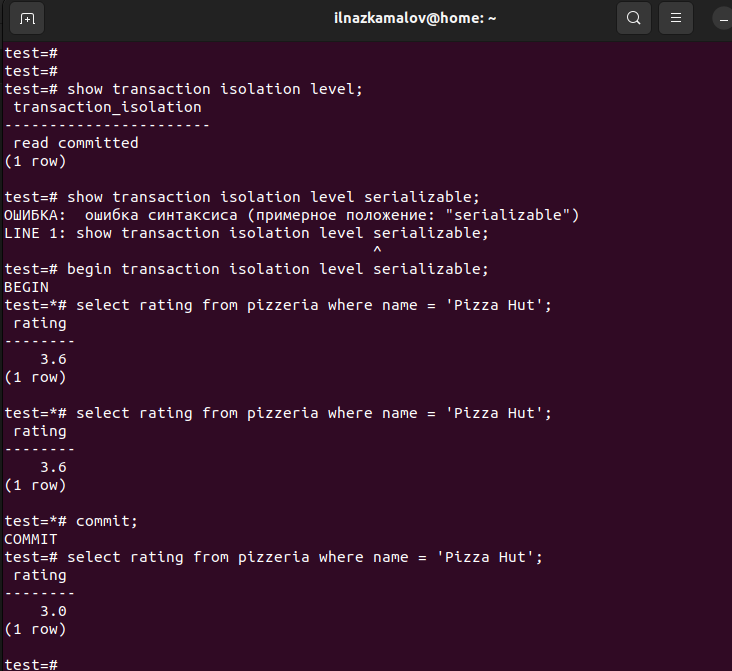 ilnazkamalov@home: ~
test=#
test=#
test=# show transaction isolation level;
 transaction_isolation
-----------------------
 read committed
(1 row)
test=# show transaction isolation level serializable;
ОШИБКА:  ошибка синтаксиса (примерное положение: "serializable")
LINE 1: show transaction isolation level serializable;
                                         ^
test=# begin transaction isolation level serializable;
BEGIN
test=*# select rating from pizzeria where name = 'Pizza Hut';
 rating
--------
    3.6
(1 row)
test=*# select rating from pizzeria where name = 'Pizza Hut';
 rating
--------
    3.6
(1 row)
test=*# commit;
COMMIT
test=# select rating from pizzeria where name = 'Pizza Hut';
 rating
--------
    3.0
(1 row)
test=#